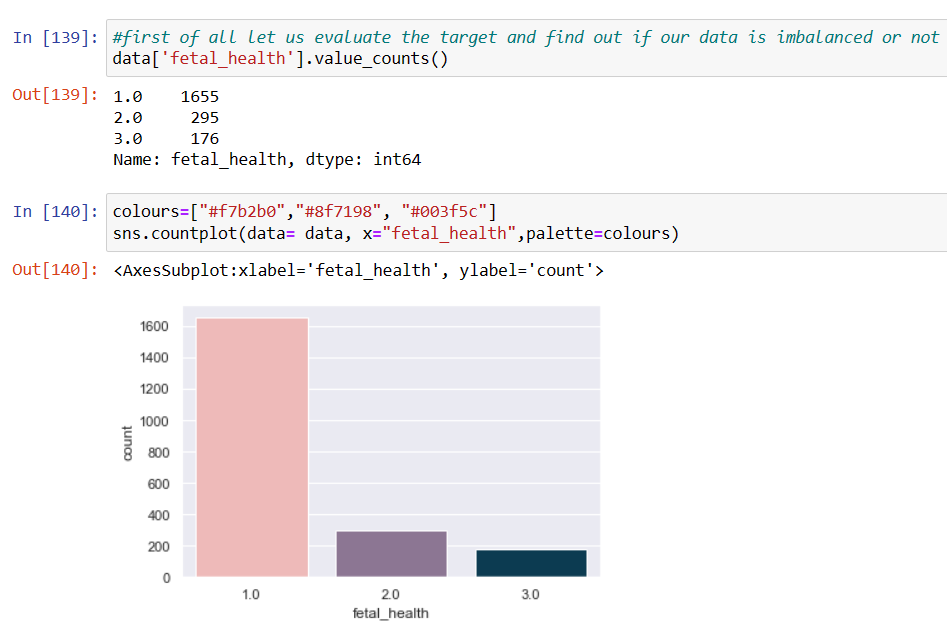 In [139]: #first of all let us evaluate the target and find out if our data is imbalanced or not
data['fetal_health'].value_counts()
Out[139]: 1.0    1655
2.0     295
3.0     176
Name: fetal_health, dtype: int64
In [140]: colours=["#f7b2b0","#8f7198", "#003f5c"]
sns.countplot(data= data, x="fetal_health",palette=colours)
Out[140]: <AxesSubplot:xlabel='fetal_health', ylabel='count'>
1600
1400
1200
1000
800
600
400
200
0
count
1.0 2.0 3.0
fetal_health